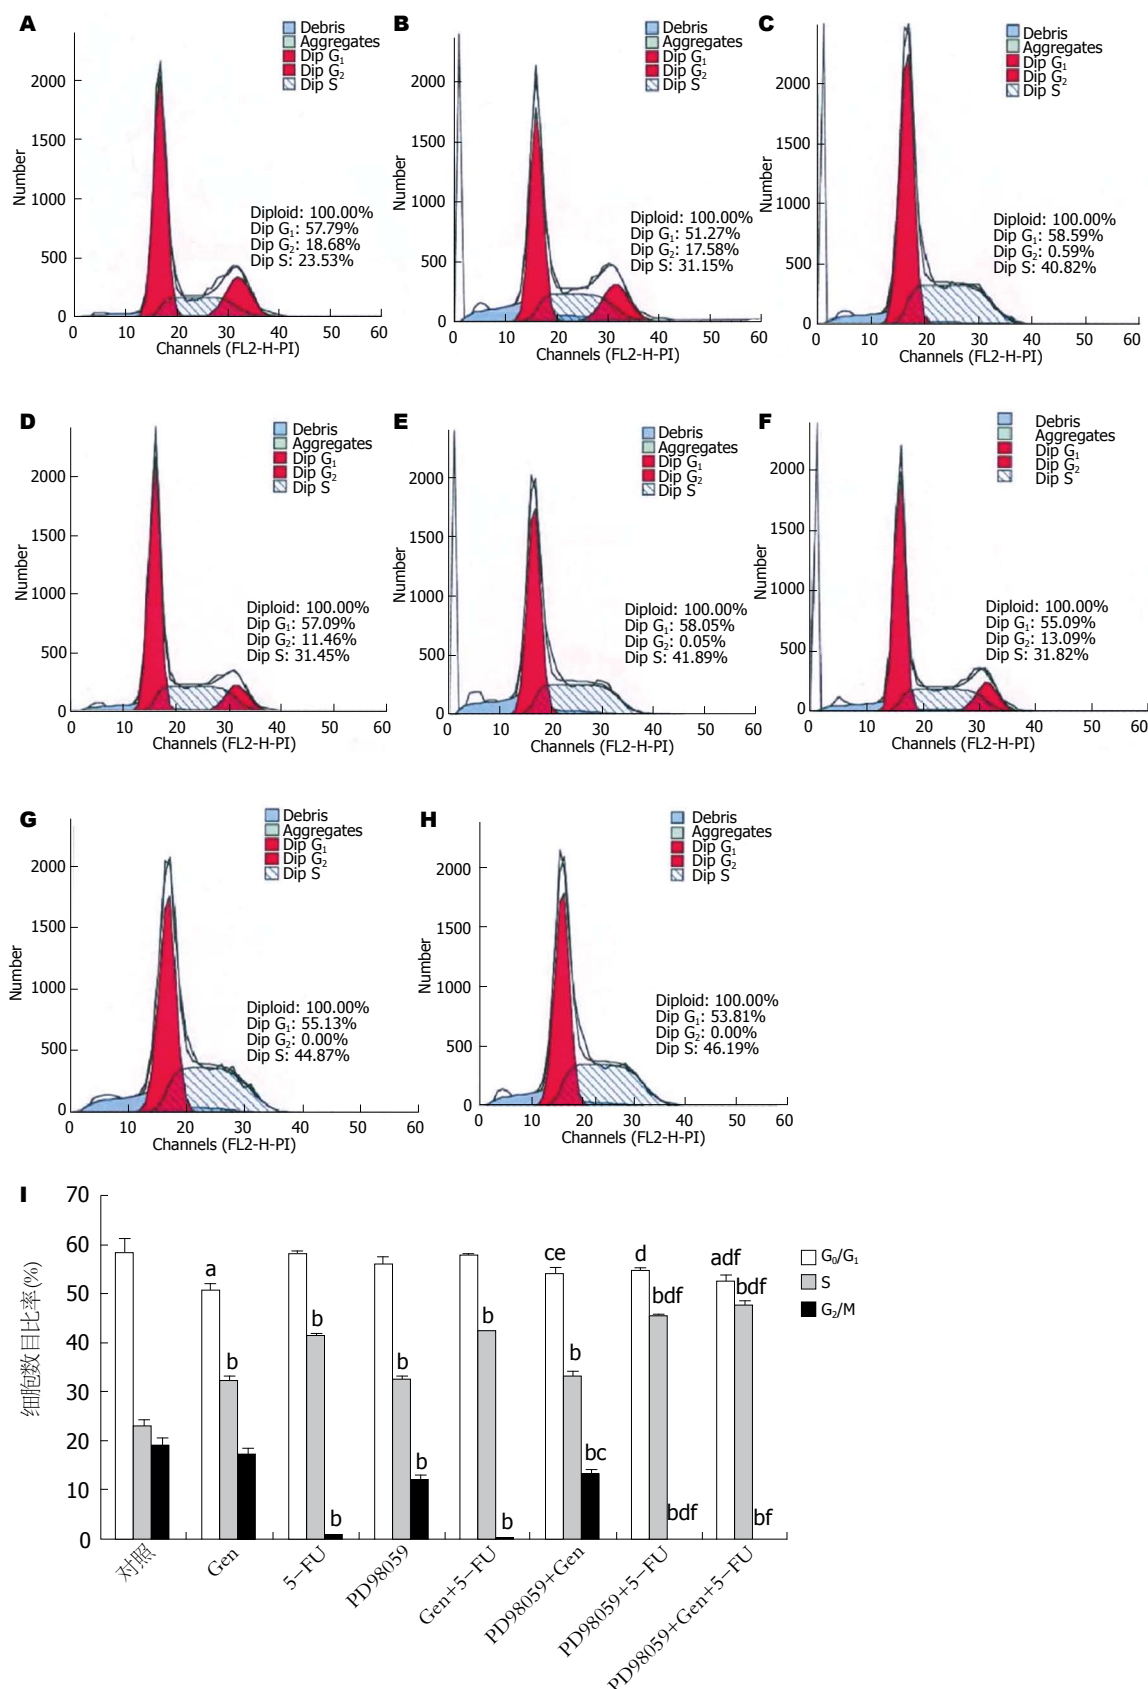 A
Debris
Aggregates
Dip G₁
Dip G₂
Dip S
2000
1500
1000
500
0
Number
Diploid: 100.00%
Dip G₁: 57.79%
Dip G₂: 18.68%
Dip S: 23.53%
0 10 20 30 40 50 60
Channels (FL2-H-PI)
B
Debris
Aggregates
Dip G₁
Dip G₂
Dip S
2000
1500
1000
500
0
Number
Diploid: 100.00%
Dip G₁: 51.27%
Dip G₂: 17.58%
Dip S: 31.15%
0 10 20 30 40 50 60
Channels (FL2-H-PI)
C
Debris
Aggregates
Dip G₁
Dip G₂
Dip S
2000
1500
1000
500
0
Number
Diploid: 100.00%
Dip G₁: 58.59%
Dip G₂: 0.59%
Dip S: 40.82%
0 10 20 30 40 50 60
Channels (FL2-H-PI)
D
Debris
Aggregates
Dip G₁
Dip G₂
Dip S
2000
1500
1000
500
0
Number
Diploid: 100.00%
Dip G₁: 57.09%
Dip G₂: 11.46%
Dip S: 31.45%
0 10 20 30 40 50 60
Channels (FL2-H-PI)
E
Debris
Aggregates
Dip G₁
Dip G₂
Dip S
2000
1500
1000
500
0
Number
Diploid: 100.00%
Dip G₁: 58.05%
Dip G₂: 0.05%
Dip S: 41.89%
0 10 20 30 40 50 60
Channels (FL2-H-PI)
F
Debris
Aggregates
Dip G₁
Dip G₂
Dip S
2000
1500
1000
500
0
Number
Diploid: 100.00%
Dip G₁: 55.09%
Dip G₂: 13.09%
Dip S: 31.82%
0 10 20 30 40 50 60
Channels (FL2-H-PI)
G
Debris
Aggregates
Dip G₁
Dip G₂
Dip S
2000
1500
1000
500
0
Number
Diploid: 100.00%
Dip G₁: 55.13%
Dip G₂: 0.00%
Dip S: 44.87%
0 10 20 30 40 50 60
Channels (FL2-H-PI)
H
Debris
Aggregates
Dip G₁
Dip G₂
Dip S
2000
1500
1000
500
0
Number
Diploid: 100.00%
Dip G₁: 53.81%
Dip G₂: 0.00%
Dip S: 46.19%
0 10 20 30 40 50 60
Channels (FL2-H-PI)
I
70
60
50
40
30
20
10
0
细胞数目比率(%)
a
b
b
b
b
b
b
b
ce
b
bc
d
bdf
bdf
adf
bdf
bf
G₀/G₁
S
G₂/M
对照
Gen
5-FU
PD98059
Gen+5-FU
PD98059+Gen
PD98059+5-FU
PD98059+Gen+5-FU